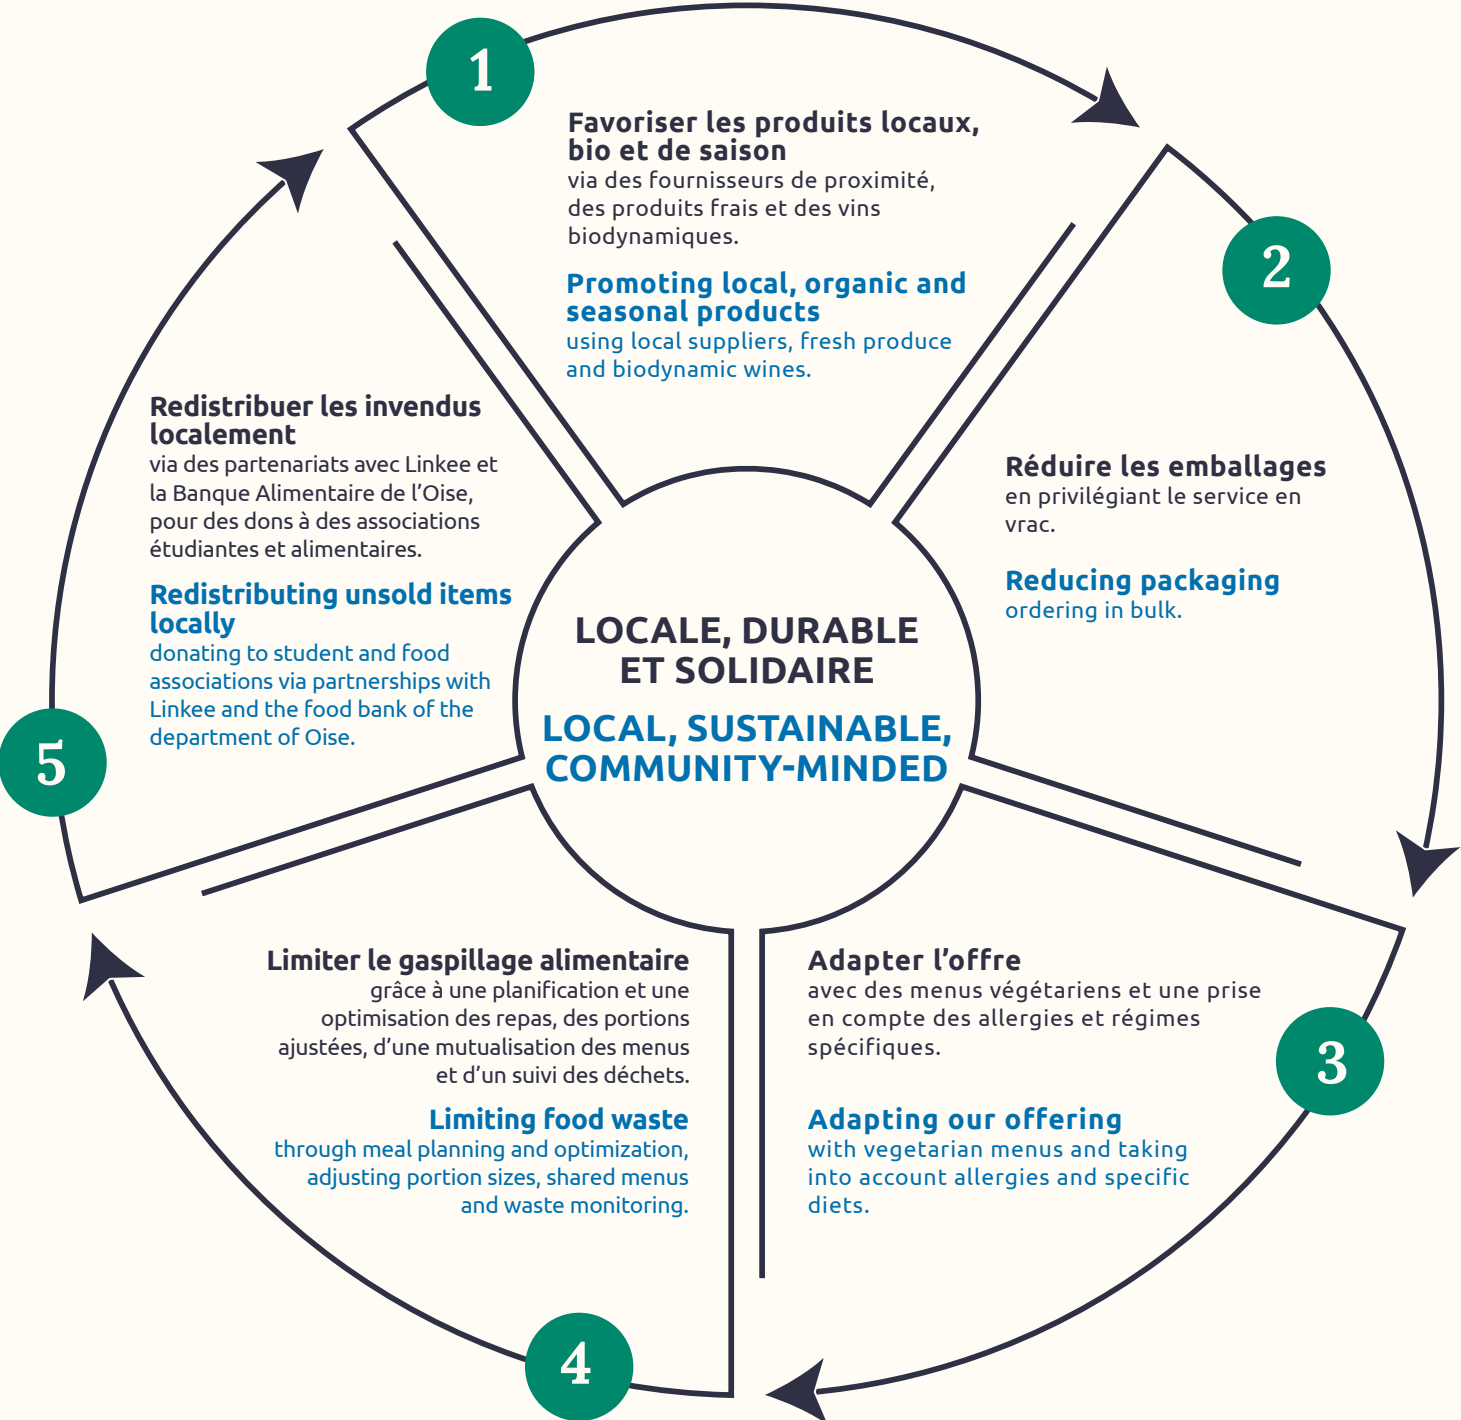 1
Favoriser les produits locaux,
bio et de saison
via des fournisseurs de proximité,
des produits frais et des vins
biodynamiques.
Promoting local, organic and
seasonal products
using local suppliers, fresh produce
and biodynamic wines.
2
Réduire les emballages
en privilégiant le service en
vrac.
Reducing packaging
ordering in bulk.
3
Adapter l’offre
avec des menus végétariens et une prise
en compte des allergies et régimes
spécifiques.
Adapting our offering
with vegetarian menus and taking
into account allergies and specific
diets.
4
Limiter le gaspillage alimentaire
grâce à une planification et une
optimisation des repas, des portions
ajustées, d’une mutualisation des menus
et d’un suivi des déchets.
Limiting food waste
through meal planning and optimization,
adjusting portion sizes, shared menus
and waste monitoring.
5
Redistribuer les invendus
localement
via des partenariats avec Linkee et
la Banque Alimentaire de l’Oise,
pour des dons à des associations
étudiantes et alimentaires.
Redistributing unsold items
locally
donating to student and food
associations via partnerships with
Linkee and the food bank of the
department of Oise.
LOCALE, DURABLE
ET SOLIDAIRE
LOCAL, SUSTAINABLE,
COMMUNITY-MINDED